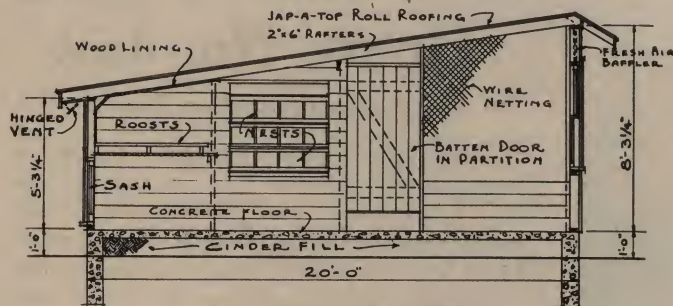 JAP-A-TOP ROLL ROOFING
2"x6" RAFTERS
WOOD LINING
FRESH AIR
BAFFLER
WIRE
NETTING
HINGED
VENT
ROOSTS
NESTS
BATTEN DOOR
IN PARTITION
5'-3¼"
8'-3¼"
SASH
CONCRETE FLOOR
1'-0"
CINDER FILL
1'-0"
20'-0"